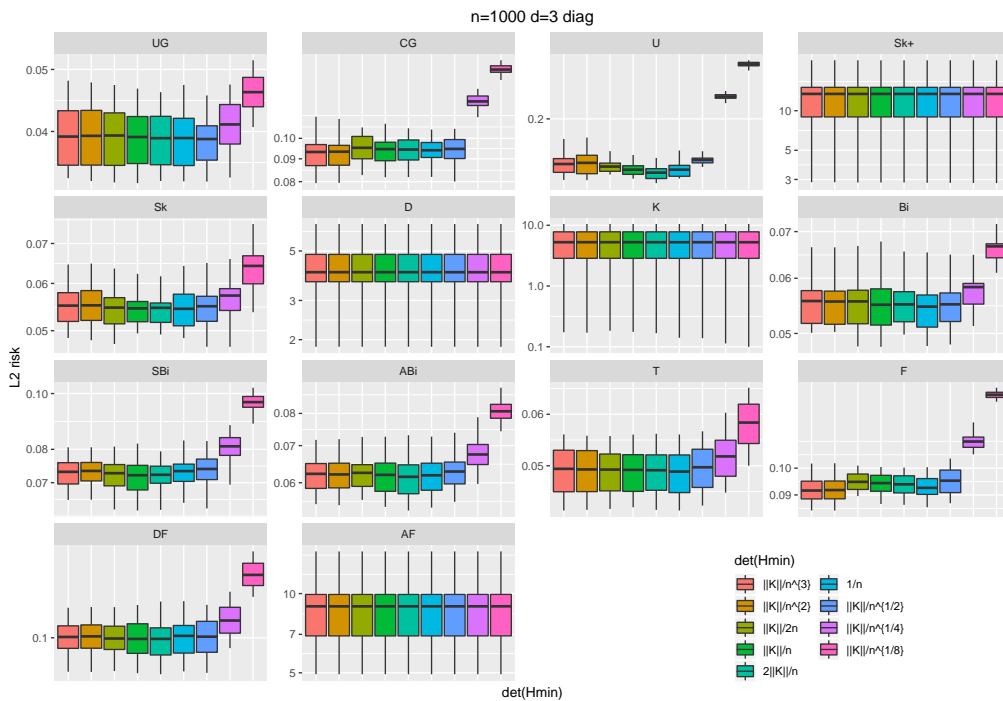 n=1000 d=3 diag
UG
CG
U
Sk+
0.05
0.04
0.10
0.09
0.08
0.2
10
5
3
Sk
D
K
Bi
0.07
0.06
0.05
5
3
2
10.0
1.0
0.1
0.07
0.06
0.05
SBi
ABi
T
F
0.10
0.08
0.07
0.08
0.07
0.06
0.06
0.05
0.10
0.09
DF
AF
0.1
10
7
5
L2 risk
det(Hmin)
det(Hmin)
||K||/n^{3}
||K||/n^{2}
||K||/2n
||K||/n
2||K||/n
1/n
||K||/n^{1/2}
||K||/n^{1/4}
||K||/n^{1/8}